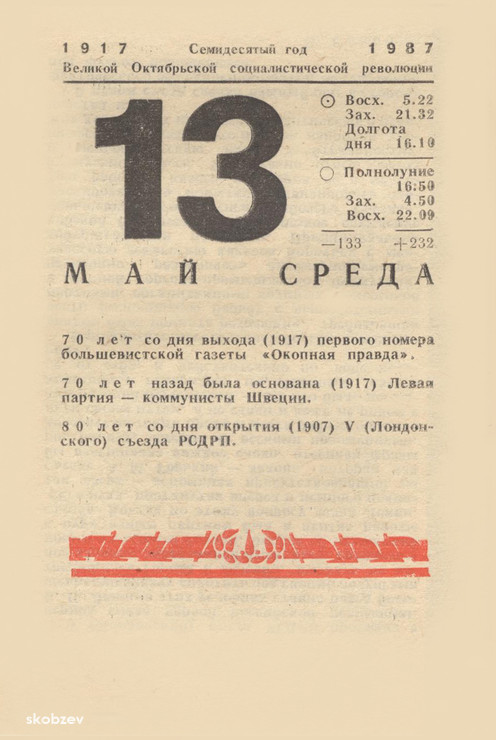 1917 Семидесятый год 1987
Великой Октябрьской социалистической революции
13
Восх. 5.22
Зах. 21.32
Долгота
дня 16.10
Полнолуние
16:50
Зах. 4.50
Восх. 22.09
—133 +232
МАЙ СРЕДА
70 лет со дня выхода (1917) первого номера
большевистской газеты «Окопная правда».
70 лет назад была основана (1917) Левая
партия — коммунисты Швеции.
80 лет со дня открытия (1907) V (Лондон-
ского) съезда РСДРП.
skobzev